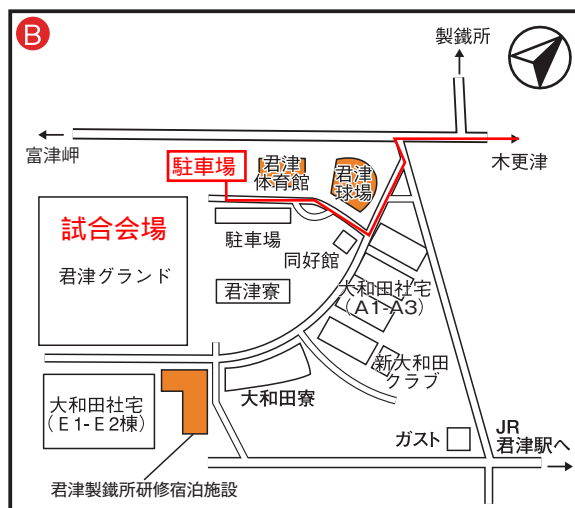 B
製鐵所
富津岬
木更津
駐車場
君津
体育館
君津
球場
試合会場
君津グランド
駐車場
同好館
君津寮
大和田社宅
（A1-A3）
新大和田
クラブ
大和田寮
大和田社宅
（E1-E2棟）
ガスト
JR
君津駅へ
君津製鐵所研修宿泊施設